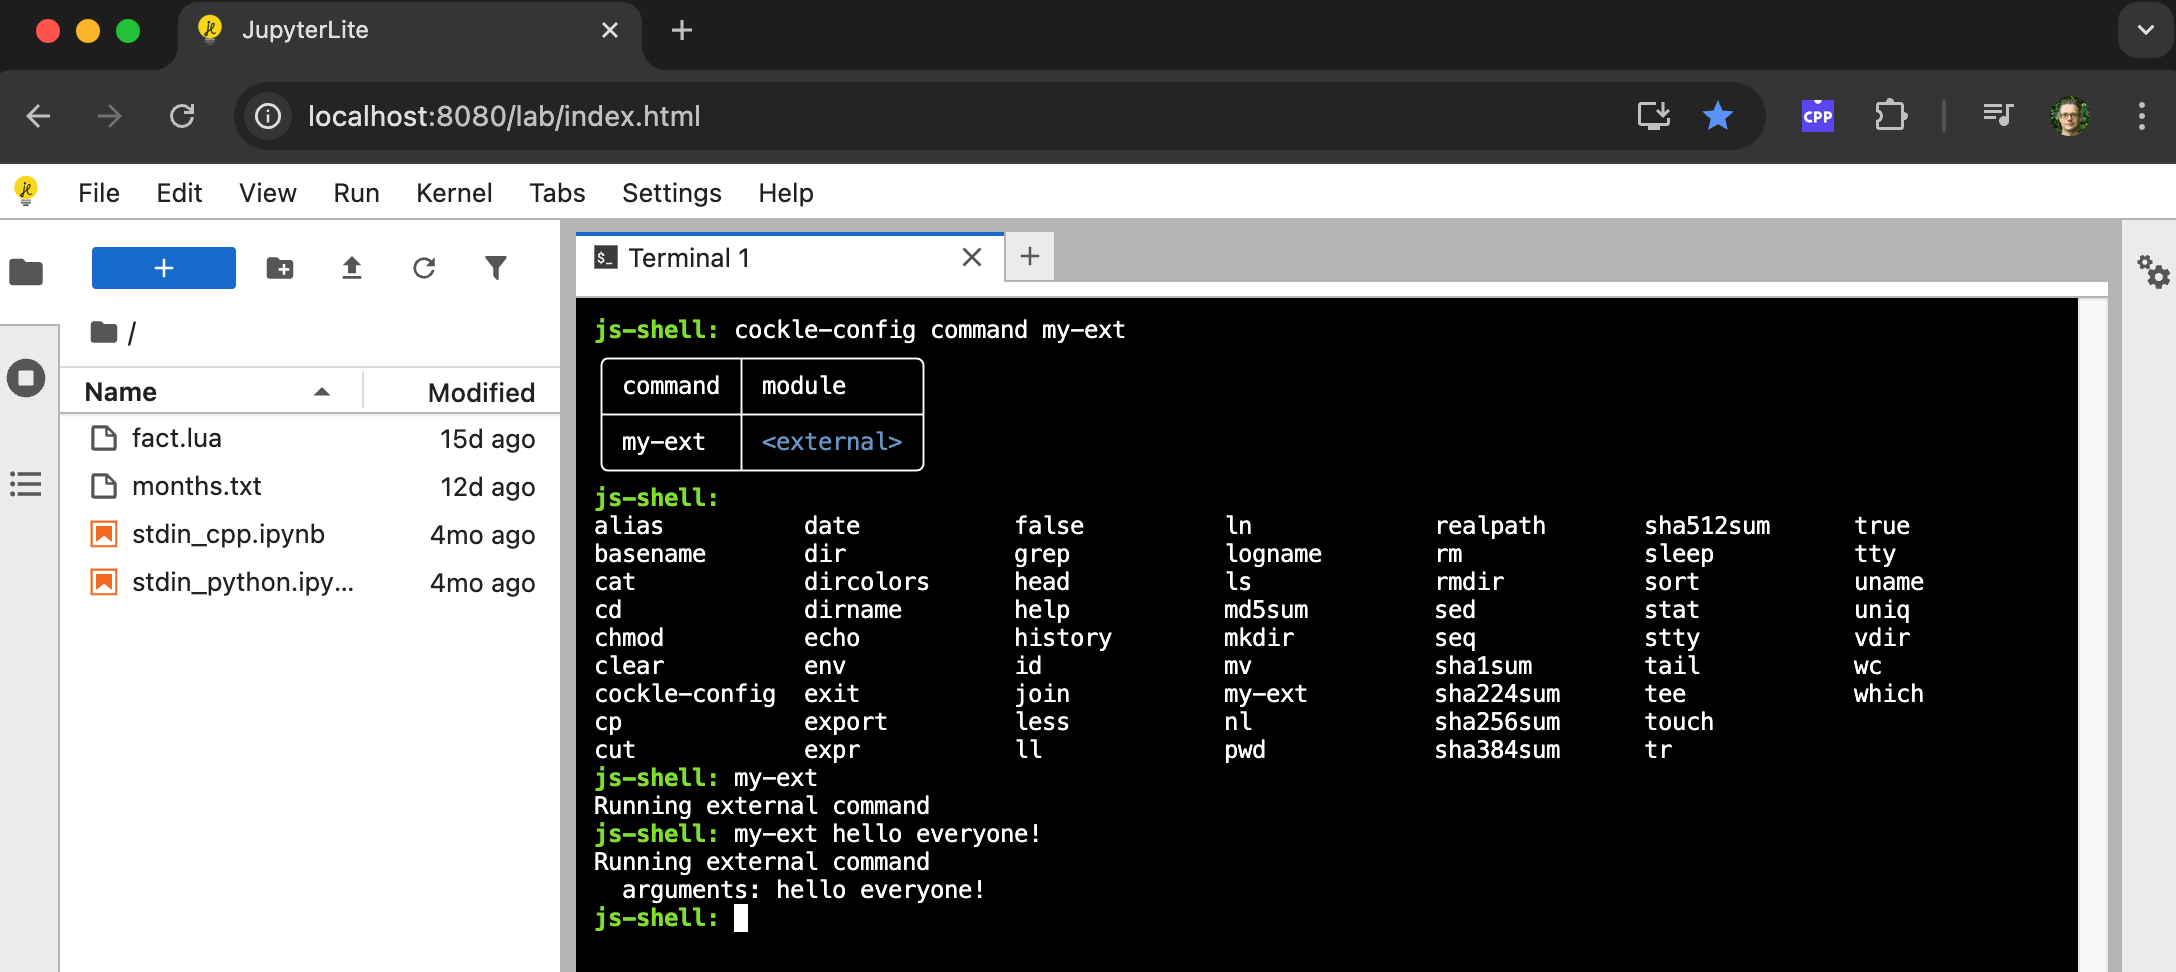 JupyterLite
localhost:8080/lab/index.html
CPP
File Edit View Run Kernel Tabs Settings Help
Terminal 1
/
Name Modified
fact.lua 15d ago
months.txt 12d ago
stdin_cpp.ipynb 4mo ago
stdin_python.ipy... 4mo ago
js-shell: cockle-config command my-ext
command module
my-ext <external>
js-shell:
alias date false ln realpath sha512sum true
basename dir grep logname rm sleep tty
cat dircolors head ls rmdir sort uname
cd dirname help md5sum sed stat uniq
chmod echo history mkdir seq stty vdir
clear env id mv sha1sum tail wc
cockle-config exit join my-ext sha224sum tee which
cp export less nl sha256sum touch
cut expr ll pwd sha384sum tr
js-shell: my-ext
Running external command
js-shell: my-ext hello everyone!
Running external command
arguments: hello everyone!
js-shell: